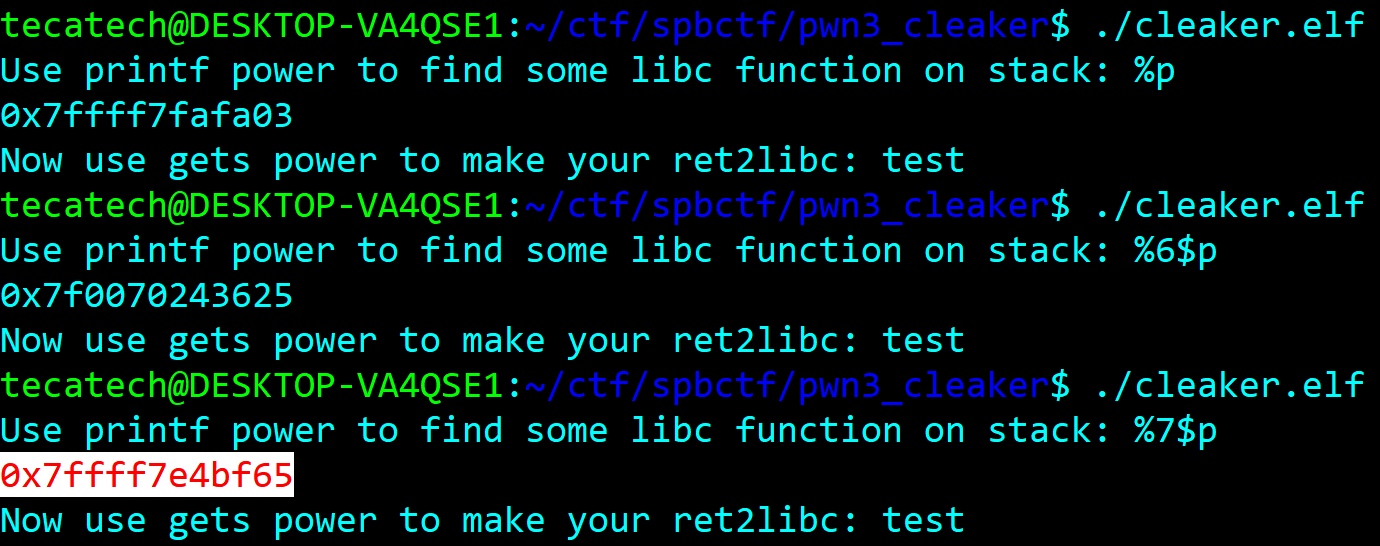 tecatech@DESKTOP-VA4QSE1:~/ctf/spbctf/pwn3_cleaker$ ./cleaker.elf
Use printf power to find some libc function on stack: %p
0x7ffff7fafa03
Now use gets power to make your ret2libc: test
tecatech@DESKTOP-VA4QSE1:~/ctf/spbctf/pwn3_cleaker$ ./cleaker.elf
Use printf power to find some libc function on stack: %6$p
0x7f0070243625
Now use gets power to make your ret2libc: test
tecatech@DESKTOP-VA4QSE1:~/ctf/spbctf/pwn3_cleaker$ ./cleaker.elf
Use printf power to find some libc function on stack: %7$p
0x7ffff7e4bf65
Now use gets power to make your ret2libc: test